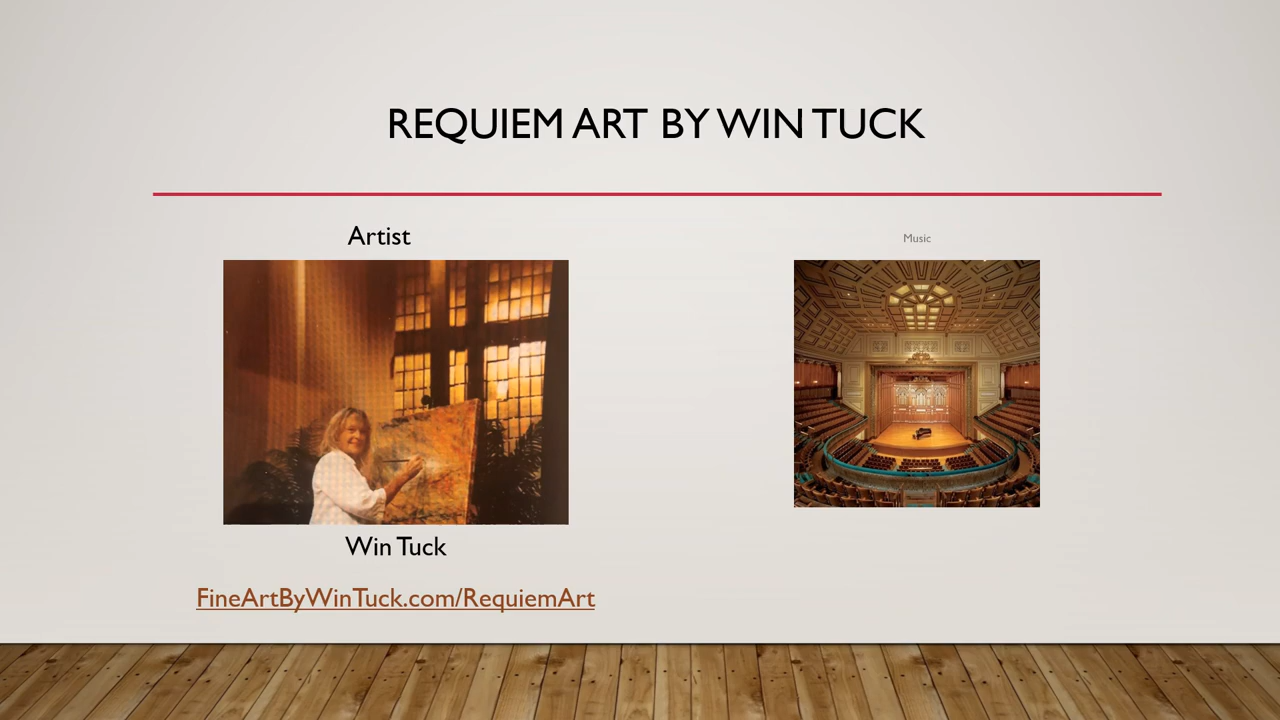 REQUIEM ART BY WIN TUCK
Artist
Music
Win Tuck
FineArtByWinTuck.com/RequiemArt